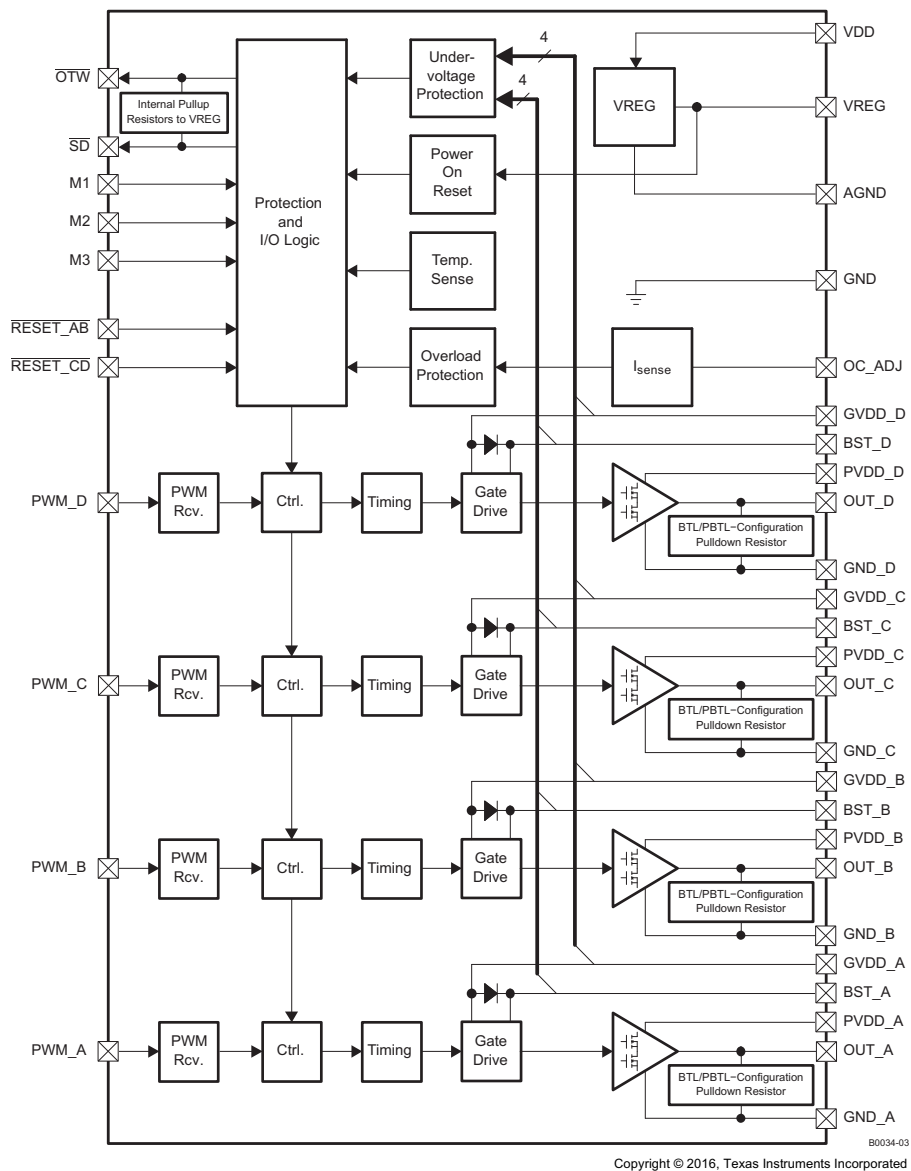 4
Under-
voltage
Protection
4
VDD
OTW
Internal Pullup
Resistors to VREG
VREG
VREG
SD
M1
Power
On
Reset
AGND
M2
Protection
and
I/O Logic
M3
Temp.
Sense
GND
RESET_AB
RESET_CD
Overload
Protection
Isense
OC_ADJ
GVDD_D
BST_D
PVDD_D
PWM_D
PWM
Rcv.
Ctrl.
Timing
Gate
Drive
OUT_D
BTL/PBTL−Configuration
Pulldown Resistor
GND_D
GVDD_C
BST_C
PVDD_C
PWM_C
PWM
Rcv.
Ctrl.
Timing
Gate
Drive
OUT_C
BTL/PBTL−Configuration
Pulldown Resistor
GND_C
GVDD_B
BST_B
PVDD_B
PWM_B
PWM
Rcv.
Ctrl.
Timing
Gate
Drive
OUT_B
BTL/PBTL−Configuration
Pulldown Resistor
GND_B
GVDD_A
BST_A
PVDD_A
PWM_A
PWM
Rcv.
Ctrl.
Timing
Gate
Drive
OUT_A
BTL/PBTL−Configuration
Pulldown Resistor
GND_A
B0034-03
Copyright © 2016, Texas Instruments Incorporated